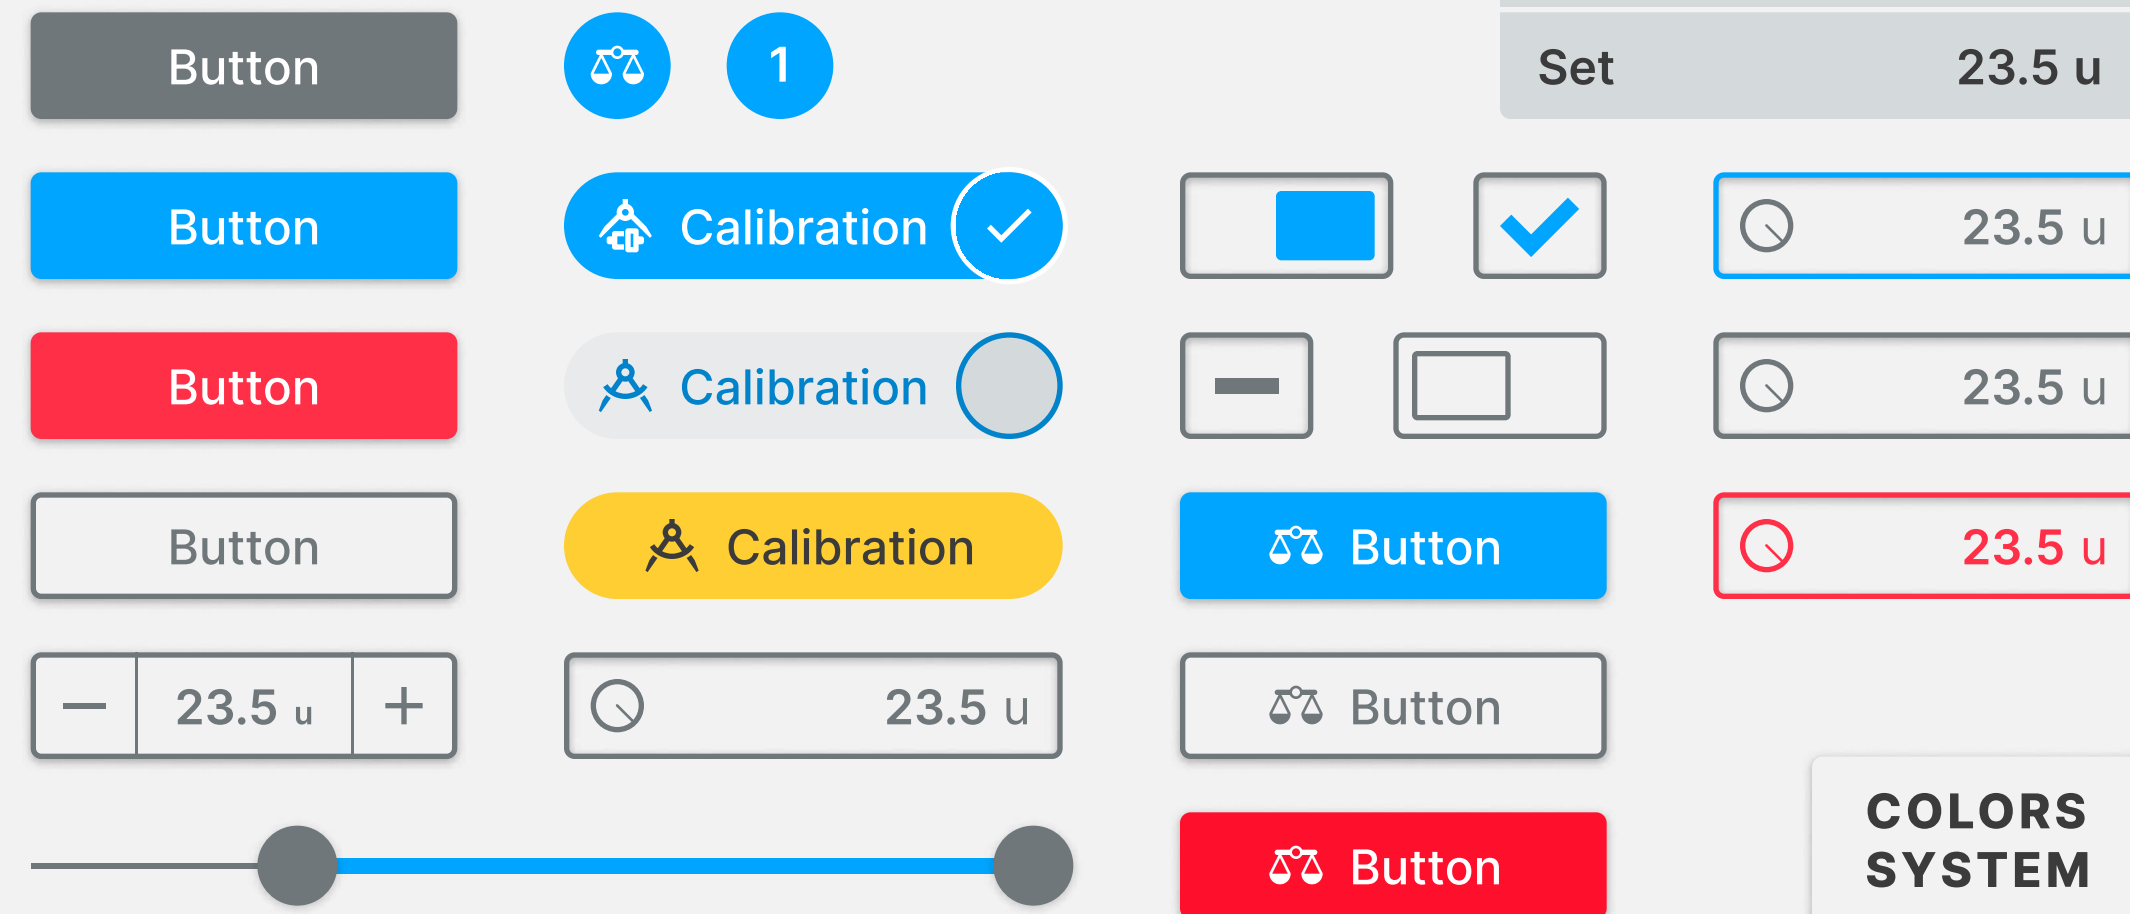 Button
1
Set 23.5 u
Button
Calibration
23.5 u
Button
Calibration
23.5 u
Button
Calibration
Button
23.5 u
23.5 u
23.5 u
Button
COLORS
SYSTEM
Button